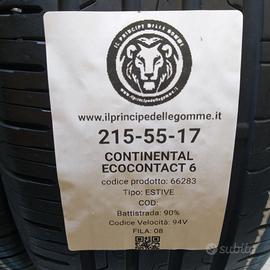 IL PRINCIPE DELLE GOMME
www.ilprincipedellegomme.it
www.ilprincipedellegomme.it
215-55-17
CONTINENTAL
ECOCONTACT 6
codice prodotto: 66283
Tipo: ESTIVE
COD:
Battistrada: 90%
Codice Velocità: 94V
FILA: 08
subito